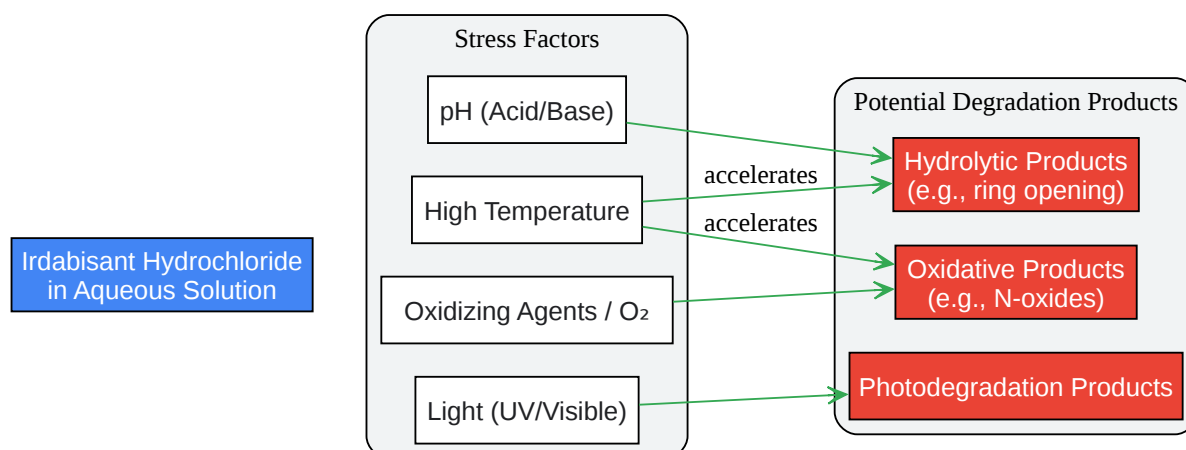 Stress Factors
pH (Acid/Base)
Potential Degradation Products
Hydrolytic Products
(e.g., ring opening)
accelerates
High Temperature
accelerates
Irdabisant Hydrochloride
in Aqueous Solution
Oxidative Products
(e.g., N-oxides)
Oxidizing Agents / O₂
Light (UV/Visible)
Photodegradation Products